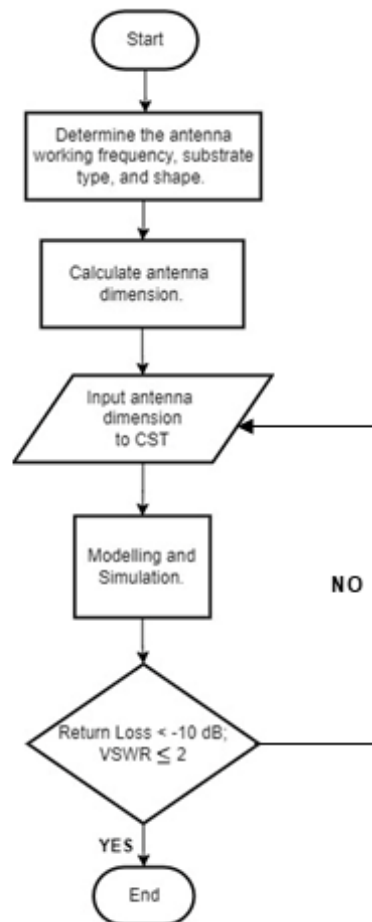 Start
Determine the antenna
working frequency, substrate
type, and shape.
Calculate antenna
dimension.
Input antenna
dimension
to CST
Modelling and
Simulation.
NO
Return Loss < -10 dB;
VSWR ≤ 2
YES
End